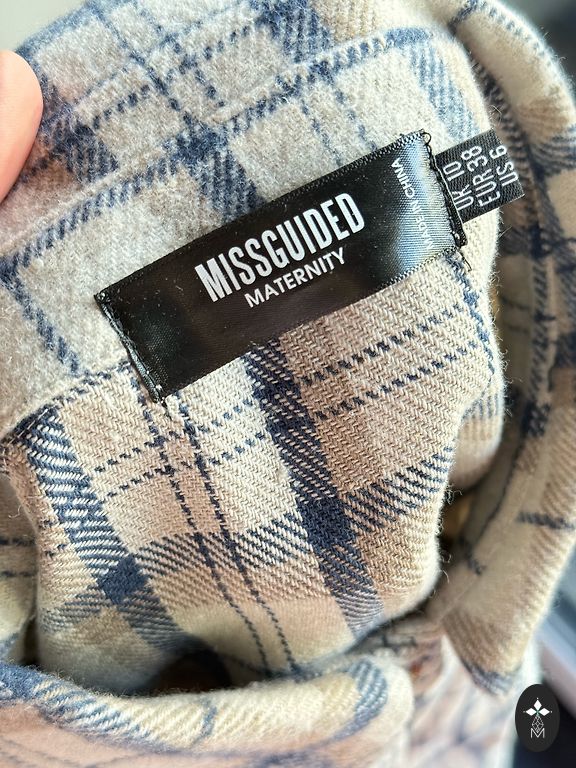 MISSGUIDED
MATERNITY
MADE IN CHINA
UK 10
EUR 38
US 6
M